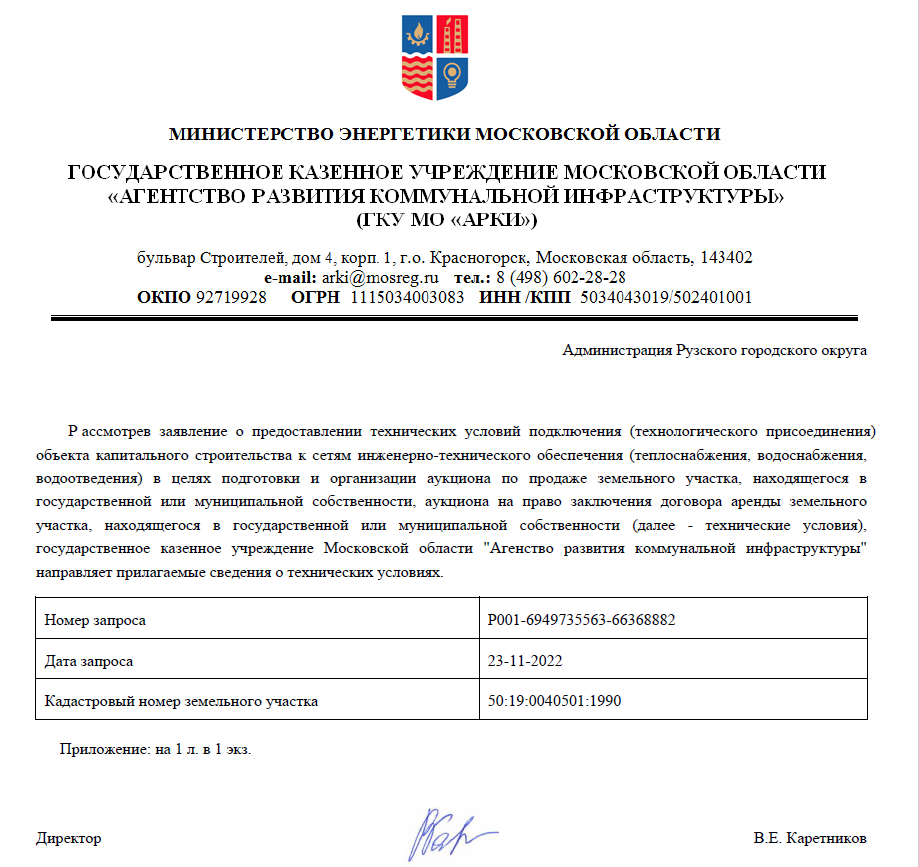 МИНИСТЕРСТВО ЭНЕРГЕТИКИ МОСКОВСКОЙ ОБЛАСТИ
ГОСУДАРСТВЕННОЕ КАЗЕННОЕ УЧРЕЖДЕНИЕ МОСКОВСКОЙ ОБЛАСТИ
«АГЕНТСТВО РАЗВИТИЯ КОММУНАЛЬНОЙ ИНФРАСТРУКТУРЫ»
(ГКУ МО «АРКИ»)
бульвар Строителей, дом 4, корп. 1, г.о. Красногорск, Московская область, 143402
e-mail: arki@mosreg.ru тел.: 8 (498) 602-28-28
ОКПО 92719928 ОГРН 1115034003083 ИНН /КПП 5034043019/502401001
Администрация Рузского городского округа
Р ассмотрев заявление о предоставлении технических условий подключения (технологического присоединения)
объекта капитального строительства к сетям инженерно-технического обеспечения (теплоснабжения, водоснабжения,
водоотведения) в целях подготовки и организации аукциона по продаже земельного участка, находящегося в
государственной или муниципальной собственности, аукциона на право заключения договора аренды земельного
участка, находящегося в государственной или муниципальной собственности (далее - технические условия),
государственное казенное учреждение Московской области "Агенство развития коммунальной инфраструктуры"
направляет прилагаемые сведения о технических условиях.
Номер запроса P001-6949735563-66368882
Дата запроса 23-11-2022
Кадастровый номер земельного участка 50:19:0040501:1990
Приложение: на 1 л. в 1 экз.
Директор В.Е. Каретников